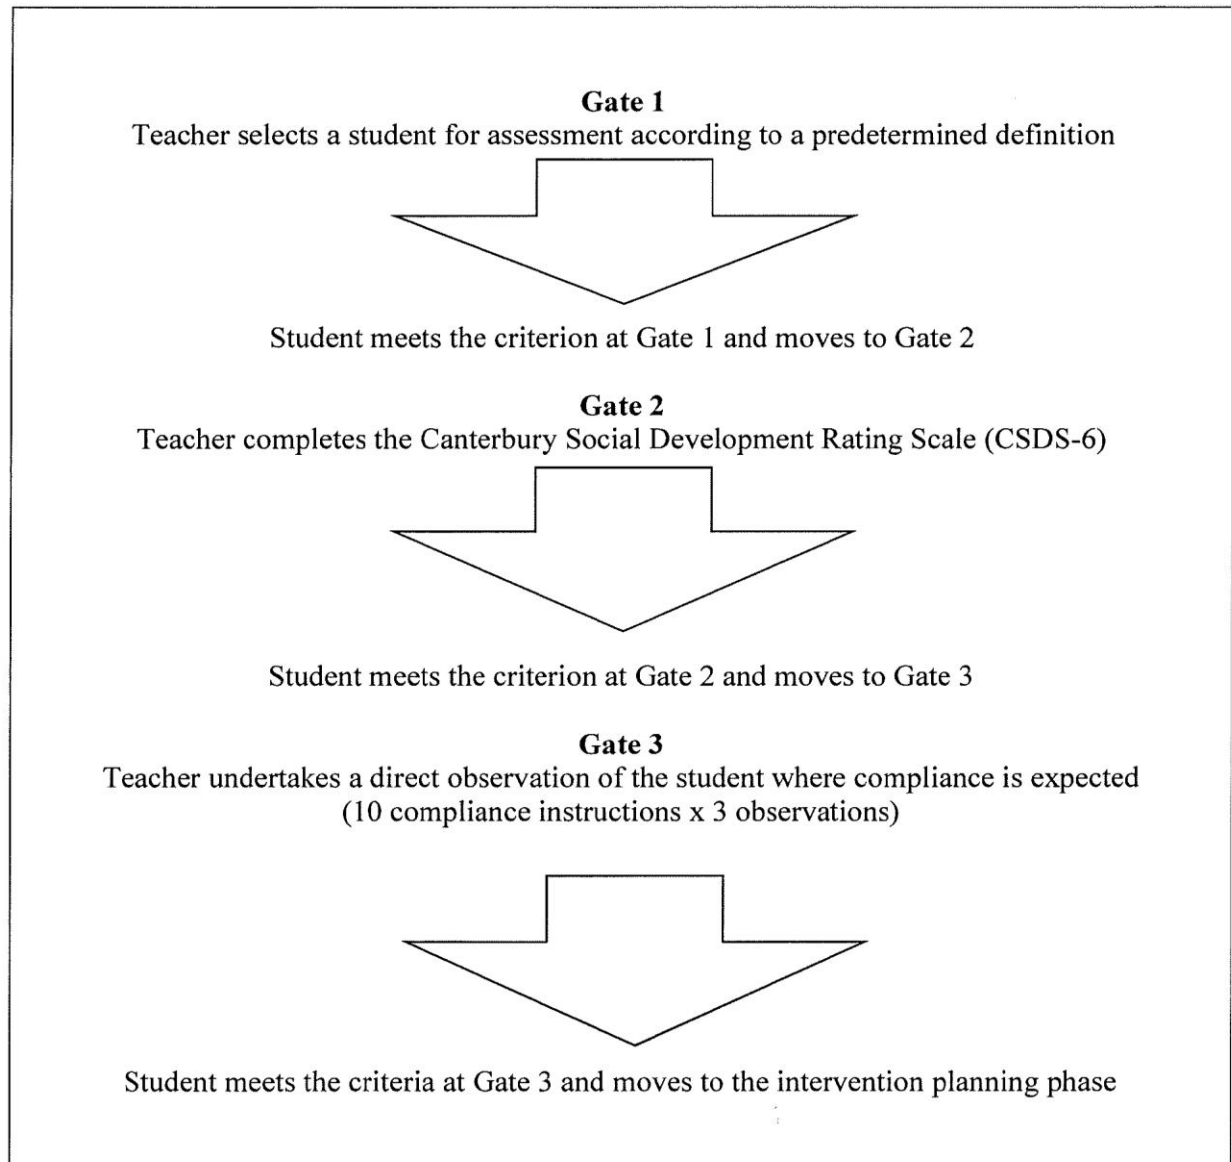 Gate 1
Teacher selects a student for assessment according to a predetermined definition
Student meets the criterion at Gate 1 and moves to Gate 2
Gate 2
Teacher completes the Canterbury Social Development Rating Scale (CSDS-6)
Student meets the criterion at Gate 2 and moves to Gate 3
Gate 3
Teacher undertakes a direct observation of the student where compliance is expected
(10 compliance instructions x 3 observations)
Student meets the criteria at Gate 3 and moves to the intervention planning phase